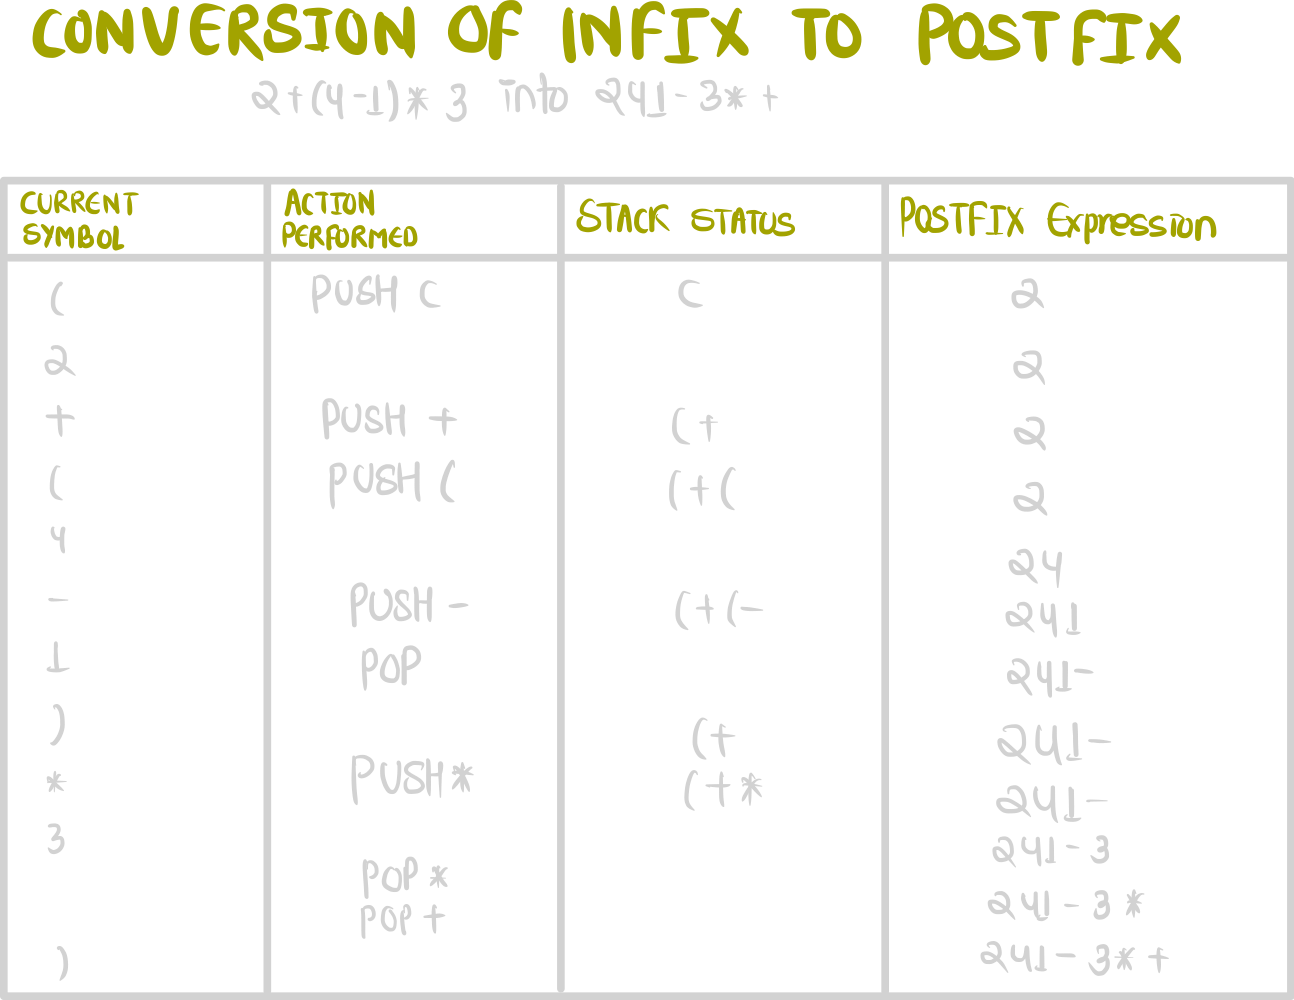 CONVERSION OF INFIX TO POSTFIX
2+(4-1)* 3 into 241-3*+
CURRENT SYMBOL ACTION PERFORMED STACK STATUS POSTFIX Expression
( PUSH C C 2
2 2
+ PUSH + (+ 2
( PUSH ( (+( 2
4 24
- PUSH - (+(- 241
1 POP 241-
) (+ 241-
* PUSH* (+* 241-
3 241-3
POP * 241-3*
POP +
) 241-3*+